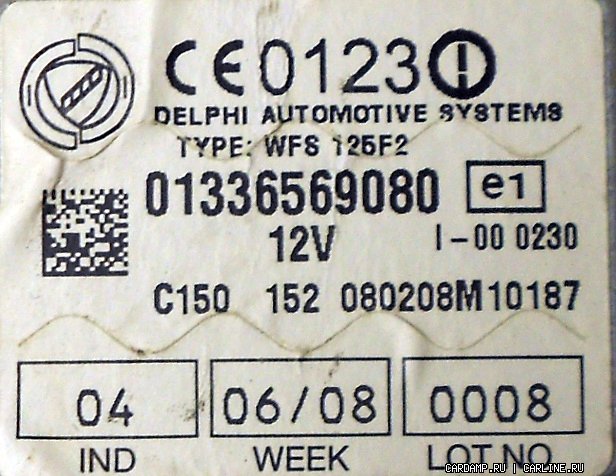 CE0123
DELPHI AUTOMOTIVE SYSTEMS
TYPE: WFS 125F2
01336569080 e1
12V I-00 0230
C150 152 080208M10187
04 06/08 0008
IND WEEK LOT NO
CARDAMP.RU | CARLINE.RU